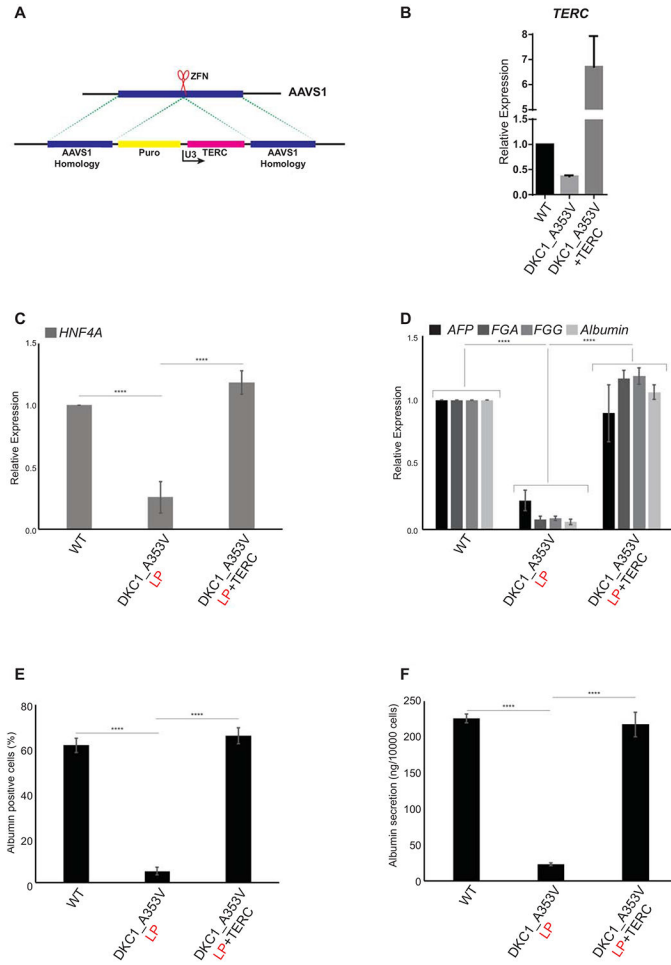 A
ZFN
AAVS1
AAVS1
Homology
Puro
U3
TERC
AAVS1
Homology
B
TERC
Relative Expression
8
7
6
5
4
1.0
0.5
0.0
WT
DKC1_A353V
DKC1_A353V
+TERC
C
HNF4A
Relative Expression
1.5
1.0
0.5
0.0
****
****
WT
DKC1_A353V
LP
DKC1_A353V
LP+TERC
D
AFP FGA FGG Albumin
Relative Expression
1.5
1.0
0.5
0.0
****
****
WT
DKC1_A353V
LP
DKC1_A353V
LP+TERC
E
Albumin positive cells (%)
80
60
40
20
0
****
****
WT
DKC1_A353V
LP
DKC1_A353V
LP+TERC
F
Albumin secretion (ng/10000 cells)
250
200
150
100
50
0
****
****
WT
DKC1_A353V
LP
DKC1_A353V
LP+TERC